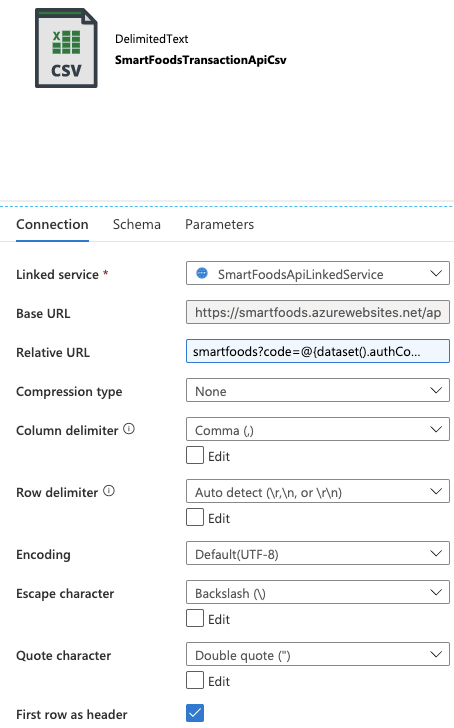 X
CSV
DelimitedText
SmartFoodsTransactionApiCsv
Connection Schema Parameters
Linked service * SmartFoodsApiLinkedService
Base URL https://smartfoods.azurewebsites.net/ap
Relative URL smartfoods?code=@{dataset().authCo...
Compression type None
Column delimiter Comma (,)
Edit
Row delimiter Auto detect (\r,\n, or \r\n)
Edit
Encoding Default(UTF-8)
Escape character Backslash (\)
Edit
Quote character Double quote (")
Edit
First row as header